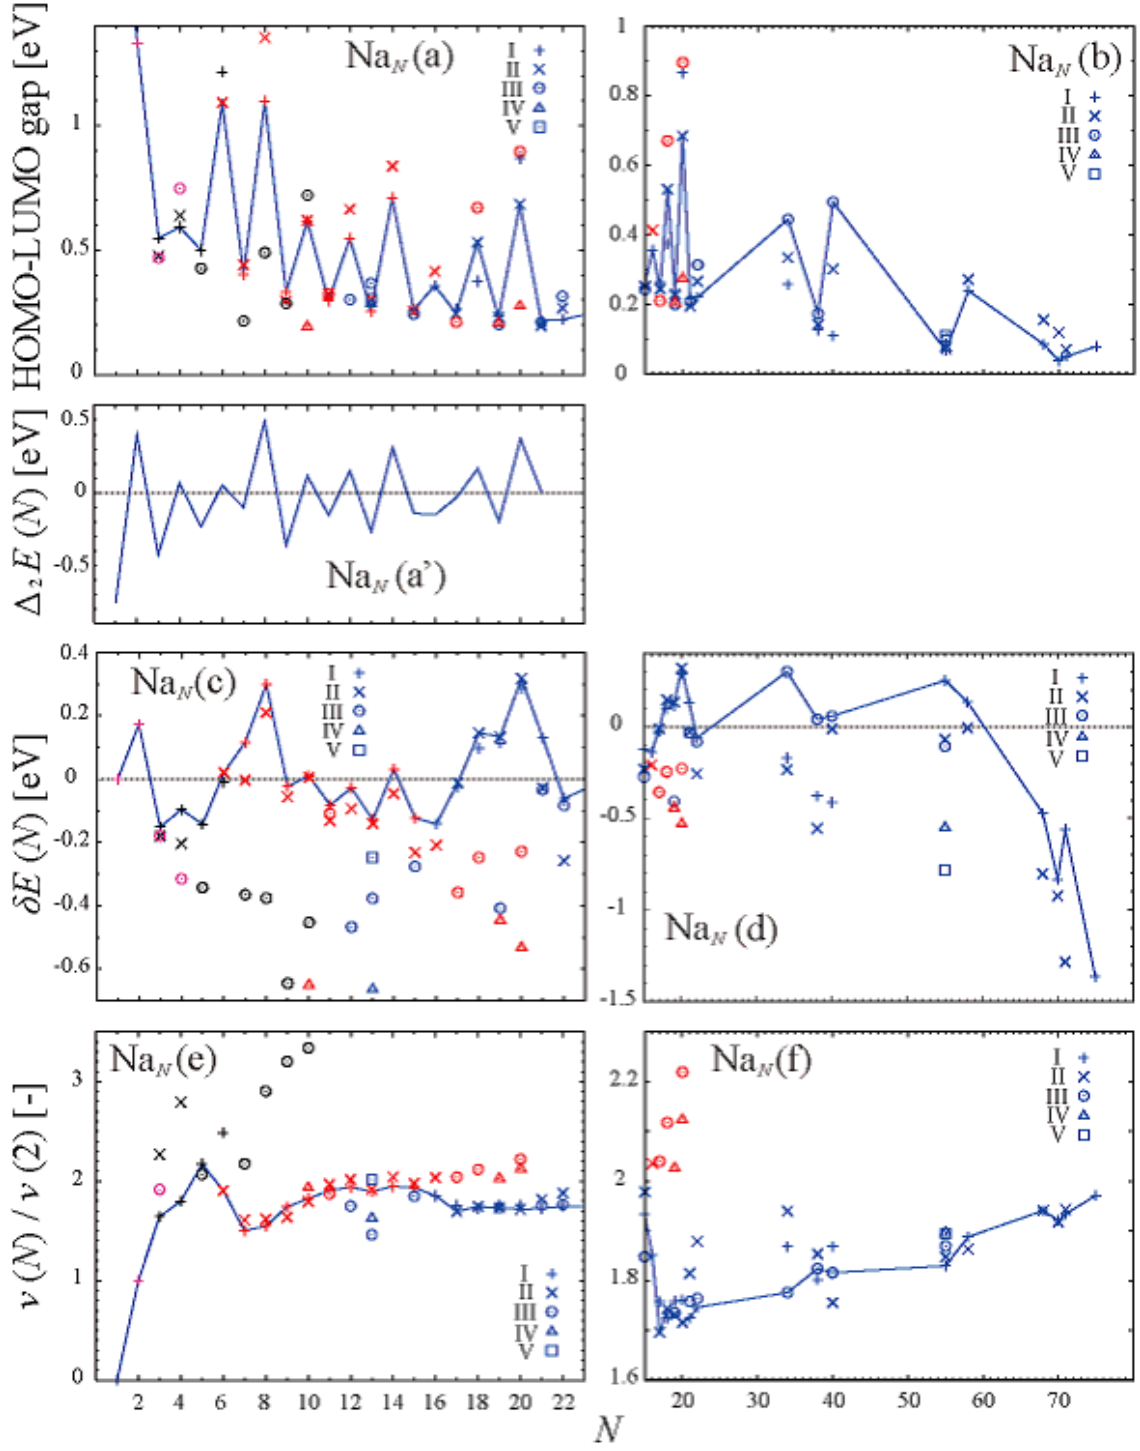 HOMO-LUMO gap [eV]
Na_N (a)
I
II
III
IV
V
1
0.5
0
Na_N (b)
I
II
III
IV
V
1
0.8
0.6
0.4
0.2
0
Δ₂E (N) [eV]
0.5
0
-0.5
Na_N (a')
δE (N) [eV]
0.4
0.2
0
-0.2
-0.4
-0.6
Na_N (c)
I
II
III
IV
V
0
-0.5
-1
-1.5
I
II
III
IV
V
Na_N (d)
v (N) / v (2) [-]
Na_N (e)
3
2
1
0
I
II
III
IV
V
2 4 6 8 10 12 14 16 18 20 22
Na_N (f)
I
II
III
IV
V
2.2
2
1.8
1.6
20 30 40 50 60 70
N